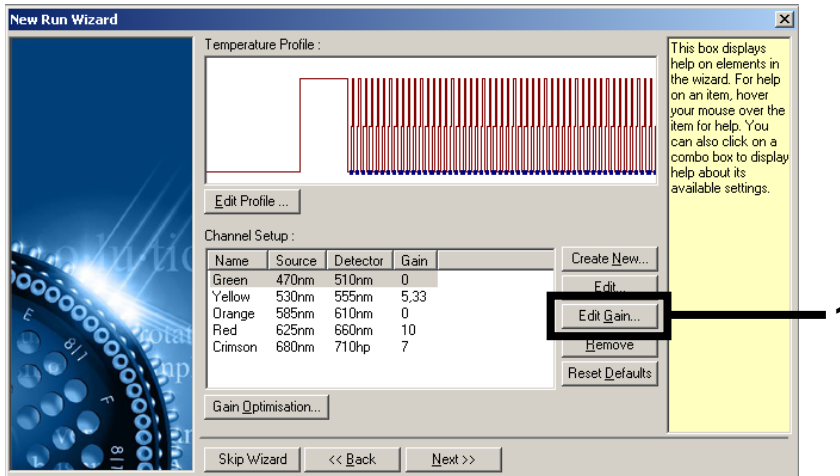 New Run Wizard
Temperature Profile :
This box displays
help on elements in
the wizard. For help
on an item, hover
your mouse over the
item for help. You
can also click on a
combo box to display
help about its
available settings.
Edit Profile ...
Channel Setup :
Name Source Detector Gain
Green 470nm 510nm 0
Yellow 530nm 555nm 5,33
Orange 585nm 610nm 0
Red 625nm 660nm 10
Crimson 680nm 710hp 7
Create New...
Edit...
Edit Gain...
Remove
Reset Defaults
Gain Optimisation...
Skip Wizard << Back Next >>